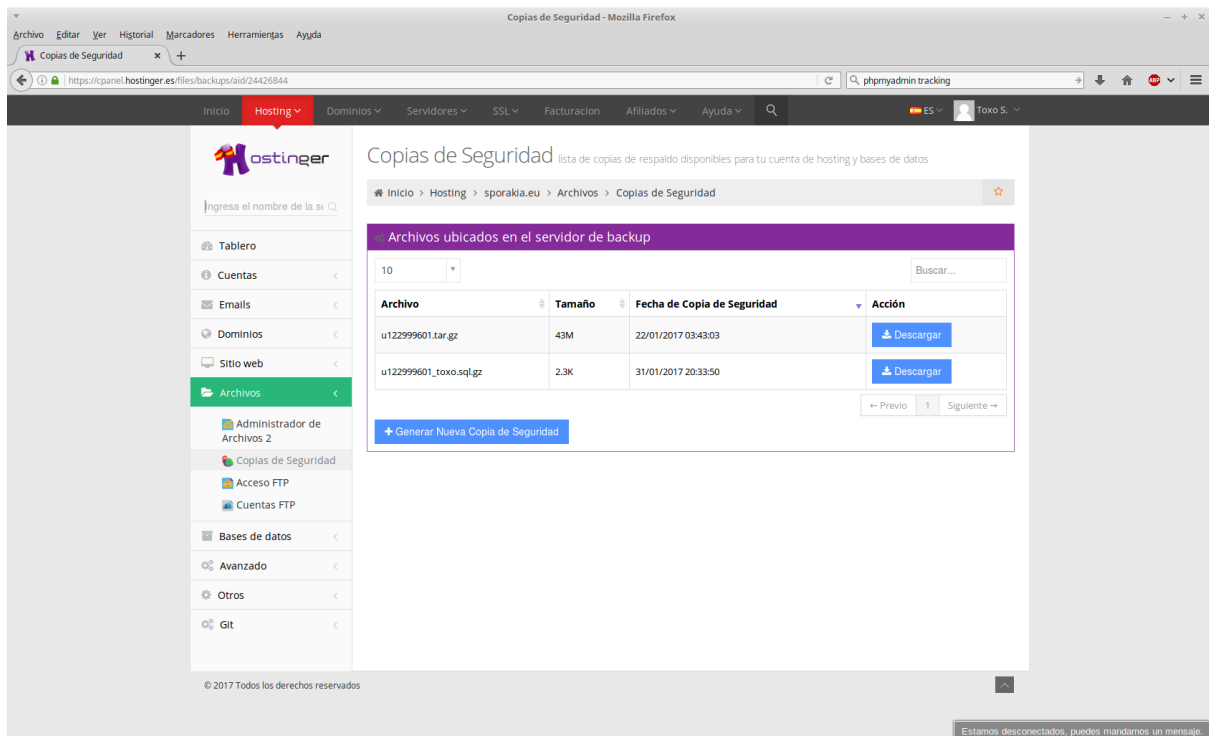 Copias de Seguridad - Mozilla Firefox
Archivo Editar Ver Historial Marcadores Herramientas Ayuda
Copias de Seguridad
https://cpanel.hostinger.es/files/backups/aid/24426844
phpmyadmin tracking
ABP
Inicio Hosting Dominios Servidores SSL Facturacion Afiliados Ayuda ES Toxo S.
Hostinger
Copias de Seguridad lista de copias de respaldo disponibles para tu cuenta de hosting y bases de datos
Inicio > Hosting > sporakia.eu > Archivos > Copias de Seguridad
Ingresa el nombre de la se
Tablero
Cuentas
Emails
Dominios
Sitio web
Archivos
Administrador de
Archivos 2
Copias de Seguridad
Acceso FTP
Cuentas FTP
Bases de datos
Avanzado
Otros
Git
Archivos ubicados en el servidor de backup
10 Buscar...
Archivo Tamaño Fecha de Copia de Seguridad Acción
u122999601.tar.gz 43M 22/01/2017 03:43:03 Descargar
u122999601_toxo.sql.gz 2.3K 31/01/2017 20:33:50 Descargar
← Previo 1 Siguiente →
+ Generar Nueva Copia de Seguridad
© 2017 Todos los derechos reservados
Estamos desconectados, puedes mandarnos un mensaje.